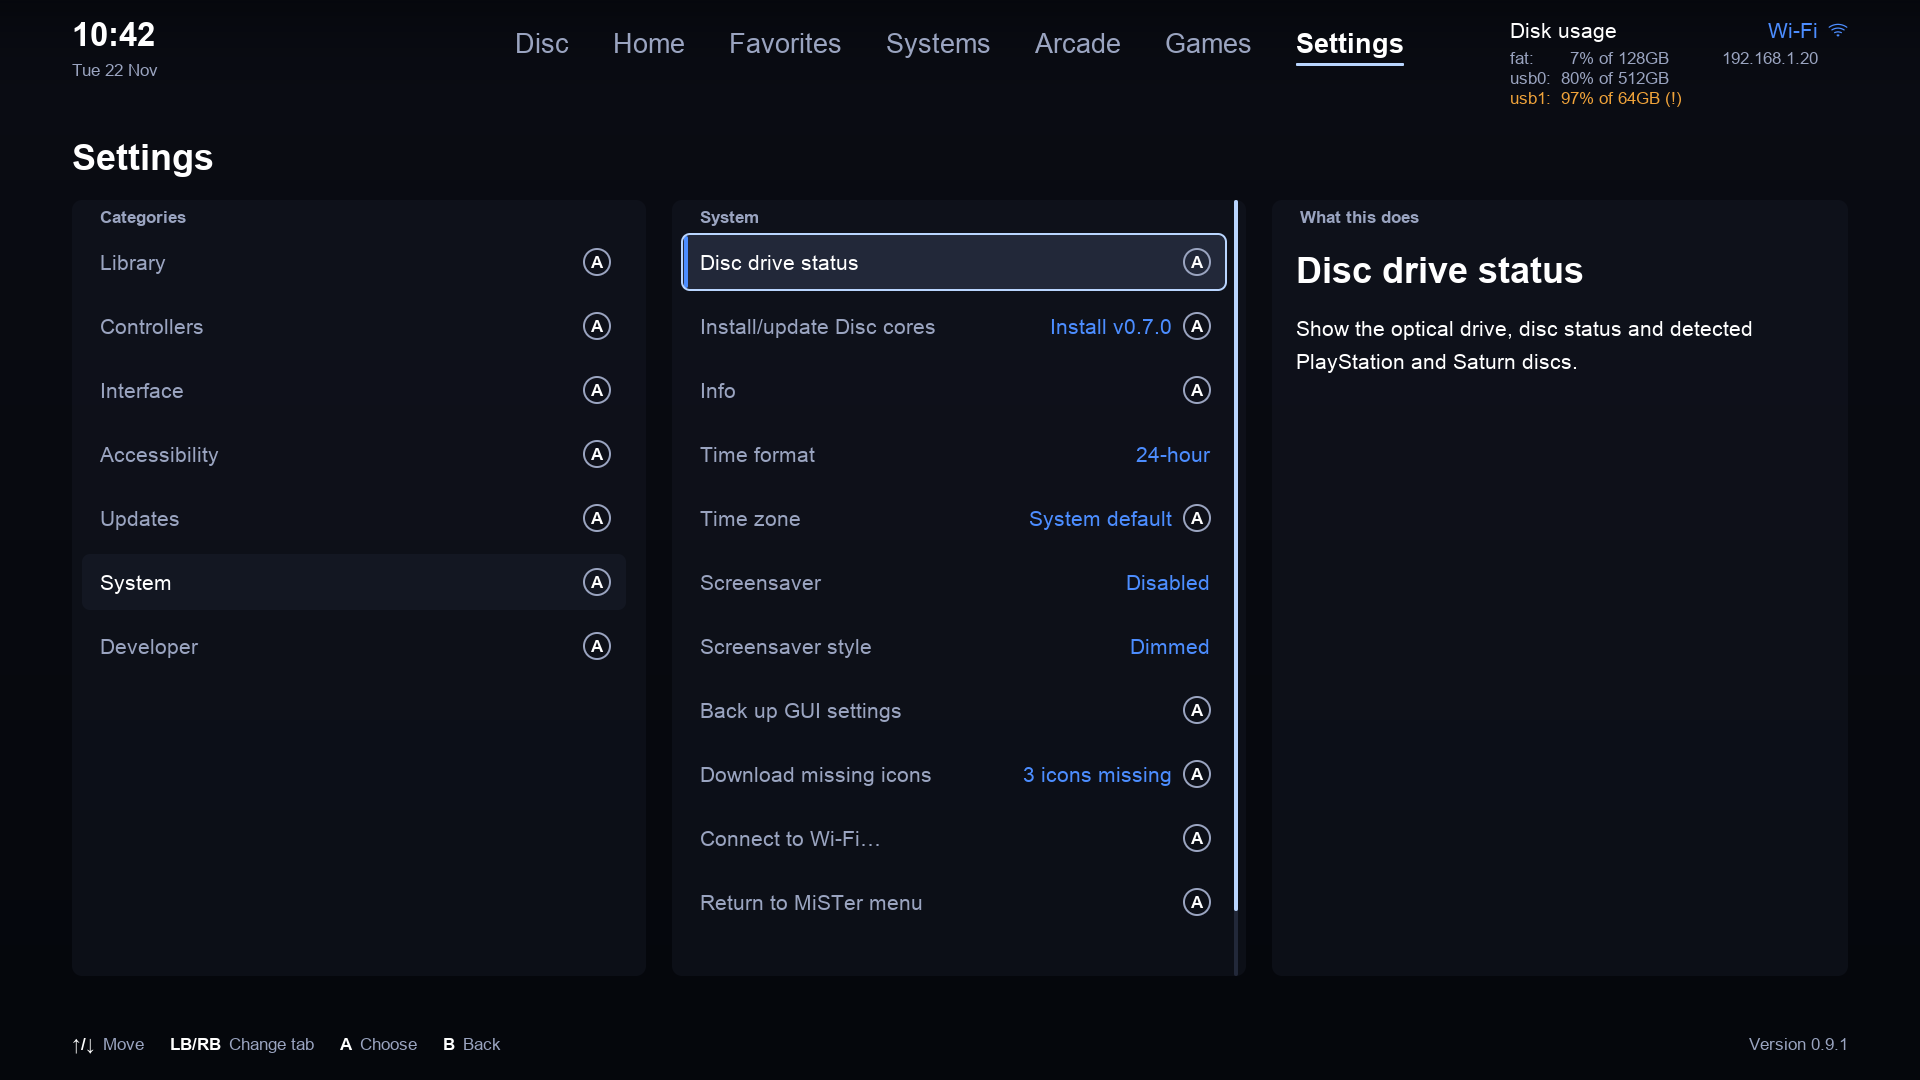 10:42
Tue 22 Nov
Disc Home Favorites Systems Arcade Games Settings
Disk usage
fat: 7% of 128GB
usb0: 80% of 512GB
usb1: 97% of 64GB (!)
Wi-Fi
192.168.1.20
Settings
Categories
Library A
Controllers A
Interface A
Accessibility A
Updates A
System A
Developer A
System
Disc drive status A
Install/update Disc cores Install v0.7.0 A
Info A
Time format 24-hour
Time zone System default A
Screensaver Disabled
Screensaver style Dimmed
Back up GUI settings A
Download missing icons 3 icons missing A
Connect to Wi-Fi… A
Return to MiSTer menu A
What this does
Disc drive status
Show the optical drive, disc status and detected
PlayStation and Saturn discs.
↑/↓ Move LB/RB Change tab A Choose B Back
Version 0.9.1